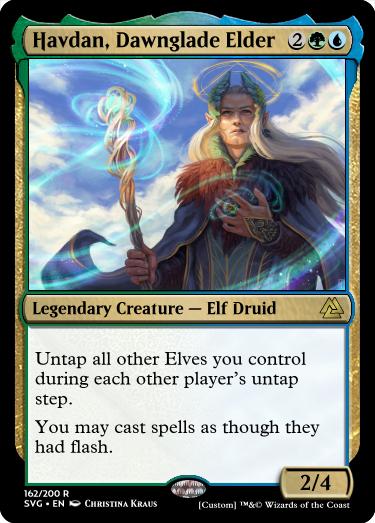 Havdan, Dawnglade Elder 2
Legendary Creature — Elf Druid
Untap all other Elves you control
during each other player's untap
step.
You may cast spells as though they
had flash.
2/4
162/200 R
SVG • EN Christina Kraus
[Custom] ™&© Wizards of the Coast